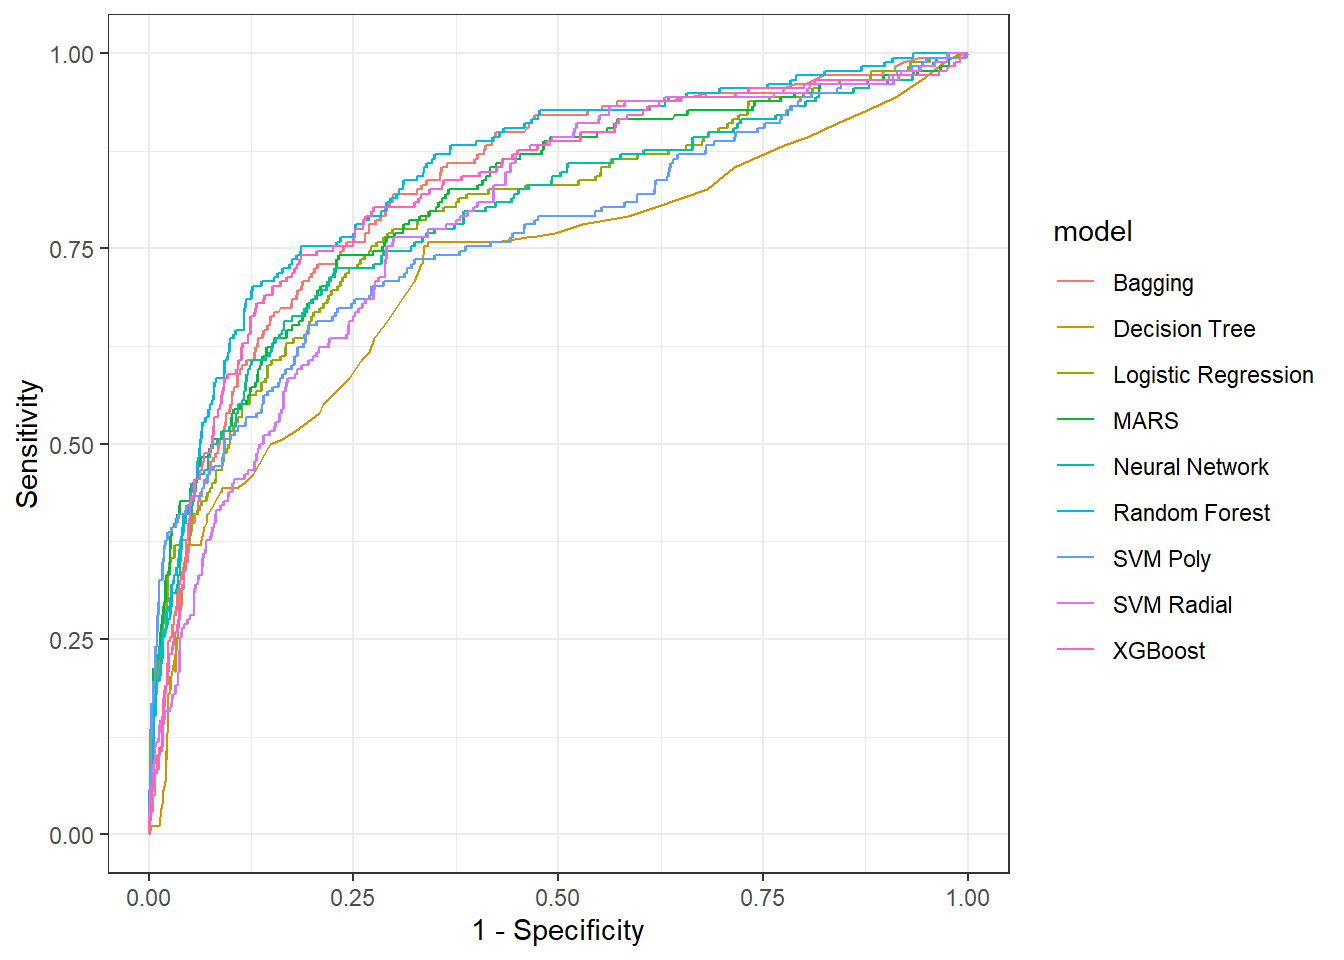 1.00
0.75
0.50
0.25
0.00
Sensitivity
0.00 0.25 0.50 0.75 1.00
1 - Specificity
model
Bagging
Decision Tree
Logistic Regression
MARS
Neural Network
Random Forest
SVM Poly
SVM Radial
XGBoost